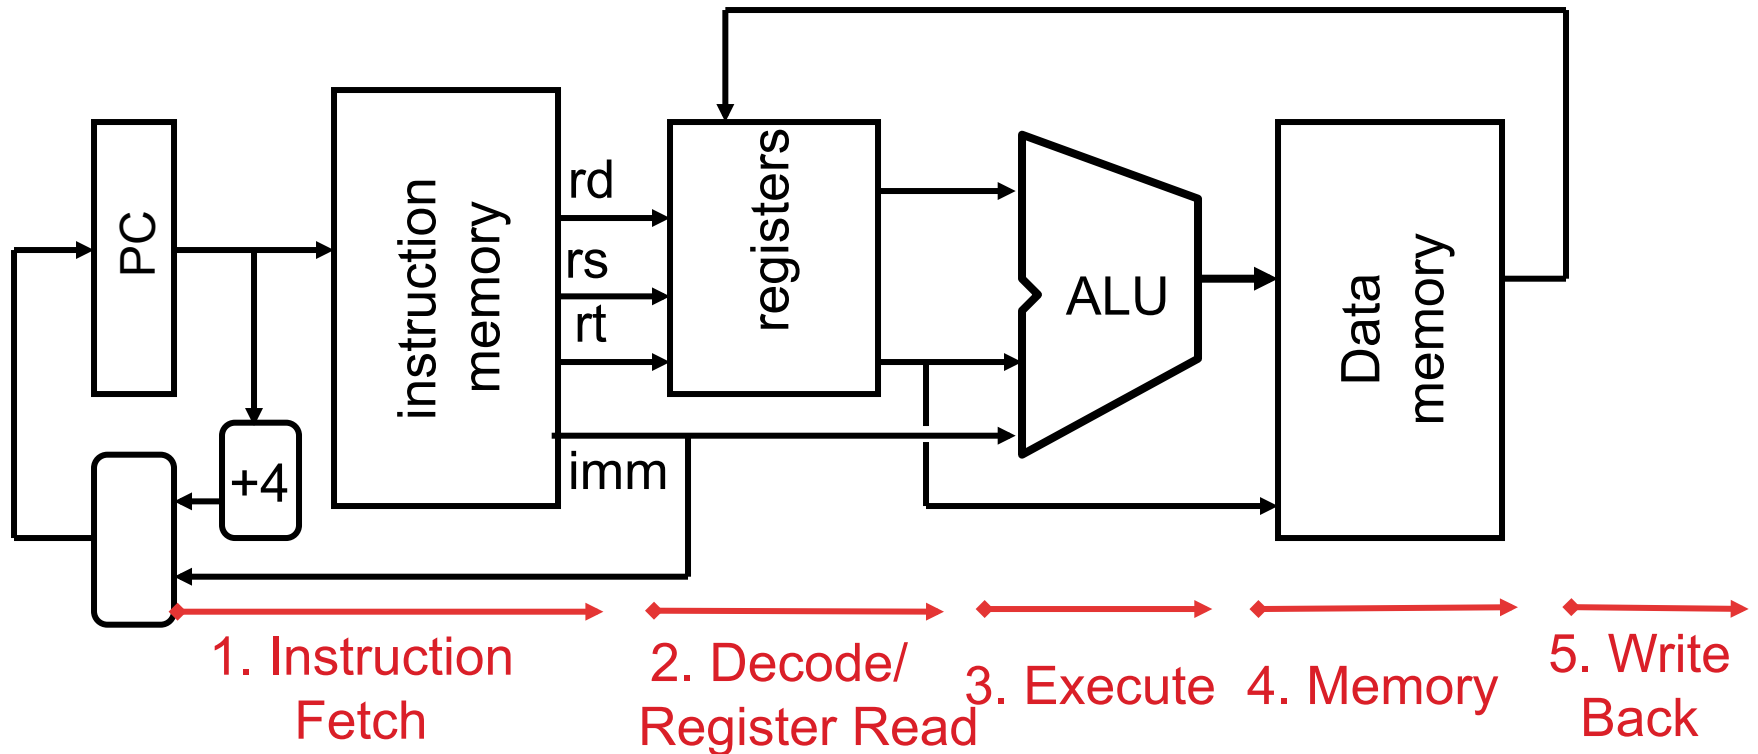 PC
+4
instruction
memory
rd
rs
rt
imm
registers
ALU
Data
memory
1. Instruction
Fetch
2. Decode/
Register Read
3. Execute
4. Memory
5. Write
Back